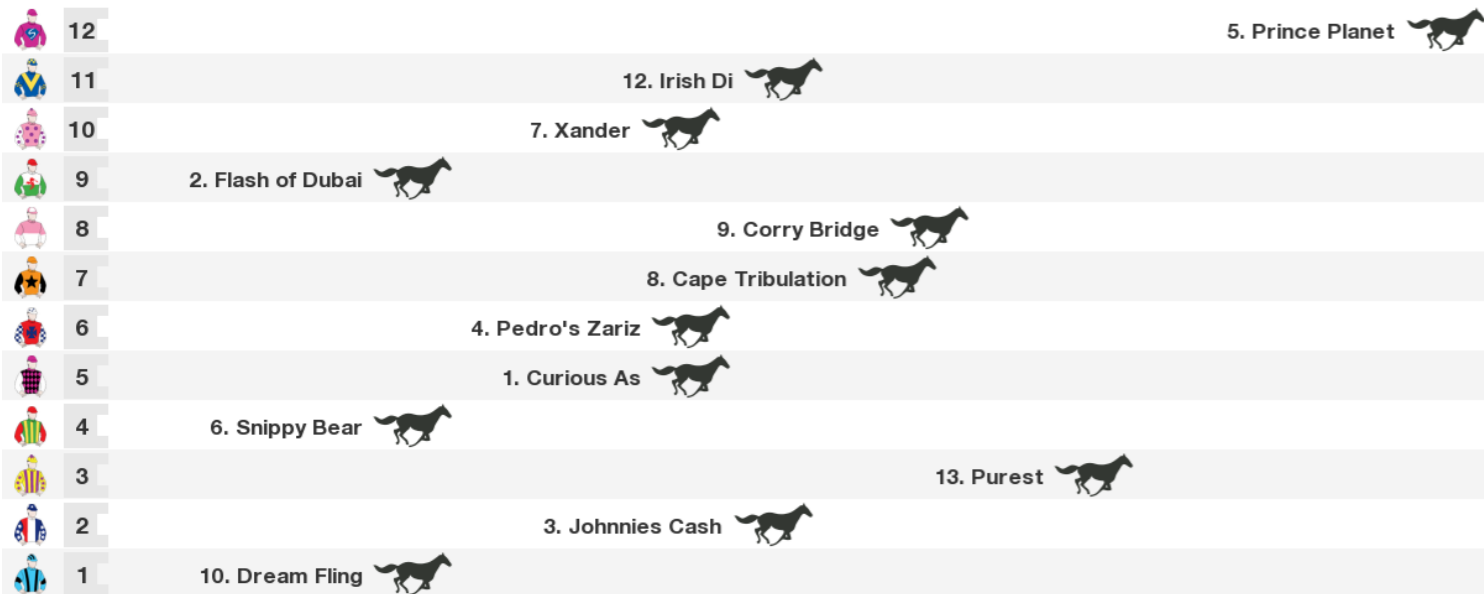 12 5. Prince Planet
11 12. Irish Di
10 7. Xander
9 2. Flash of Dubai
8 9. Corry Bridge
7 8. Cape Tribulation
6 4. Pedro's Zariz
5 1. Curious As
4 6. Snippy Bear
3 13. Purest
2 3. Johnnies Cash
1 10. Dream Fling